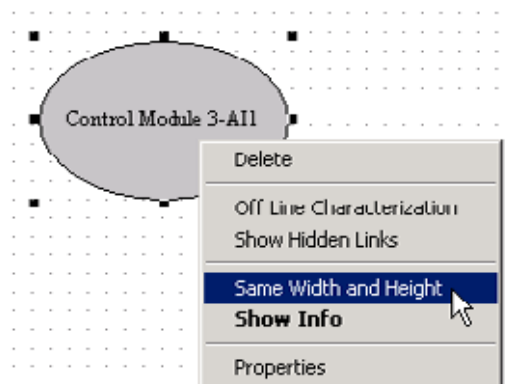 Control Module 3-AI1
Delete
Off Line Characterization
Show Hidden Links
Same Width and Height
Show Info
Properties